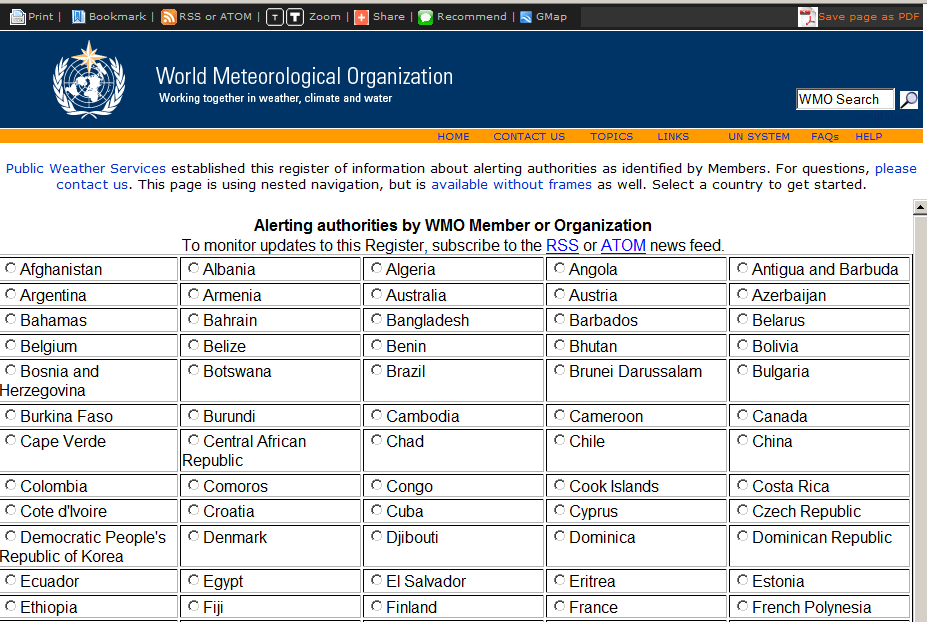 Print | Bookmark | RSS or ATOM | T T Zoom | Share | Recommend | GMap Save page as PDF
World Meteorological Organization
Working together in weather, climate and water
WMO Search
HOME CONTACT US TOPICS LINKS UN SYSTEM FAQs HELP
Public Weather Services established this register of information about alerting authorities as identified by Members. For questions, please
contact us. This page is using nested navigation, but is available without frames as well. Select a country to get started.
Alerting authorities by WMO Member or Organization
To monitor updates to this Register, subscribe to the RSS or ATOM news feed.
Afghanistan Albania Algeria Angola Antigua and Barbuda
Argentina Armenia Australia Austria Azerbaijan
Bahamas Bahrain Bangladesh Barbados Belarus
Belgium Belize Benin Bhutan Bolivia
Bosnia and Botswana Brazil Brunei Darussalam Bulgaria
Herzegovina
Burkina Faso Burundi Cambodia Cameroon Canada
Cape Verde Central African Chad Chile China
Republic
Colombia Comoros Congo Cook Islands Costa Rica
Cote d'Ivoire Croatia Cuba Cyprus Czech Republic
Democratic People's Denmark Djibouti Dominica Dominican Republic
Republic of Korea
Ecuador Egypt El Salvador Eritrea Estonia
Ethiopia Fiji Finland France French Polynesia